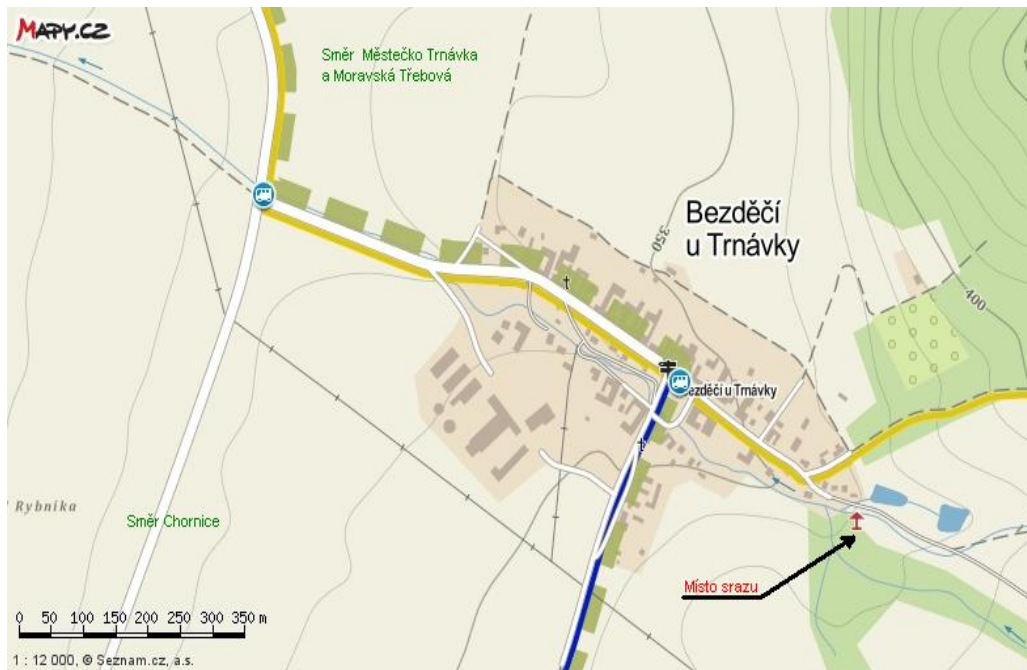 MAPY.CZ
Směr Městečko Trnávka
a Moravská Třebová
Bezděčí
u Trnávky
350
400
Bezděčí u Trnávky
Rybníka
Směr Chornice
Místo srazu
0 50 100 150 200 250 300 350 m
1 : 12 000, © Seznam.cz, a.s.